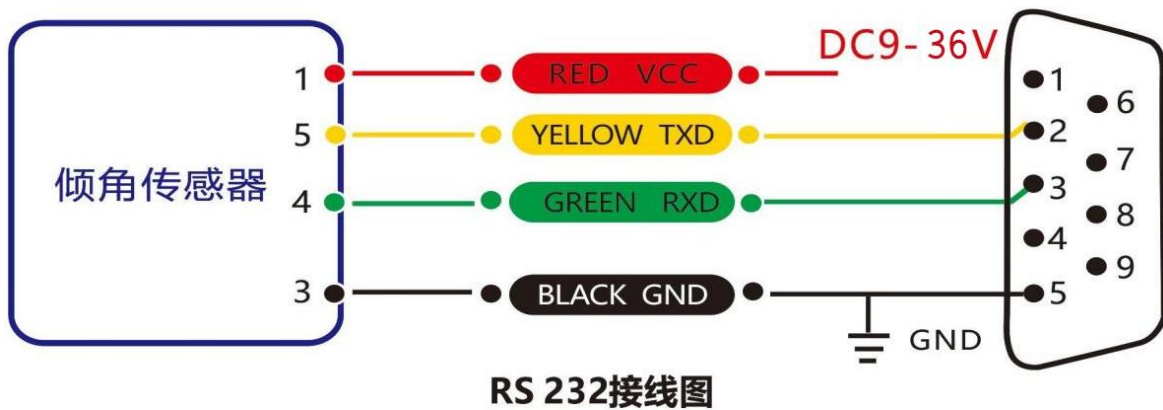 DC9-36V
1 RED VCC 1
6
5 YELLOW TXD 2
7
倾角传感器
4 GREEN RXD 3
8
4
9
3 BLACK GND 5
GND
RS 232接线图